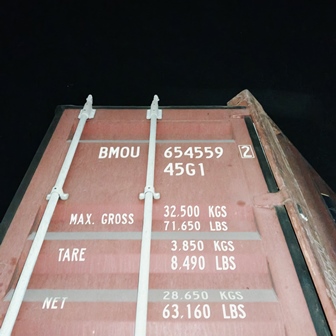 BMOU 654559 2
45G1
MAX. GROSS 32.500 KGS
71.650 LBS
TARE 3.850 KGS
8.490 LBS
NET 28.650 KGS
63.160 LBS